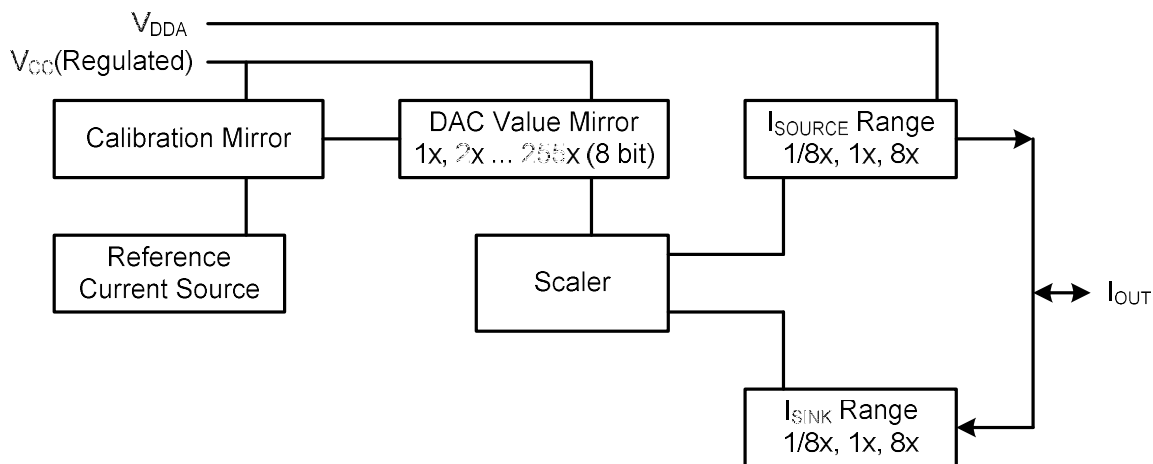 VDDA
VCC(Regulated)
Calibration Mirror
DAC Value Mirror
1x, 2x ... 255x (8 bit)
ISOURCE Range
1/8x, 1x, 8x
Reference
Current Source
Scaler
IOUT
ISINK Range
1/8x, 1x, 8x